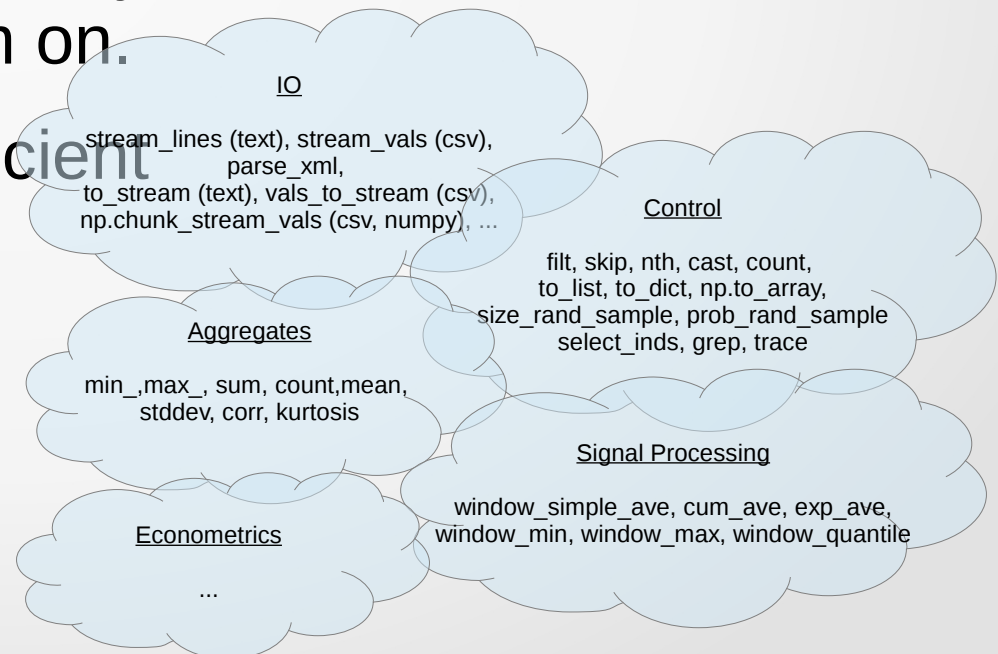 n on.
cient
IO
stream_lines (text), stream_vals (csv),
parse_xml,
to_stream (text), vals_to_stream (csv),
np.chunk_stream_vals (csv, numpy), ...
Control
filt, skip, nth, cast, count,
to_list, to_dict, np.to_array,
size_rand_sample, prob_rand_sample
select_inds, grep, trace
Aggregates
min_,max_, sum, count,mean,
stddev, corr, kurtosis
Signal Processing
window_simple_ave, cum_ave, exp_ave,
window_min, window_max, window_quantile
Econometrics
...